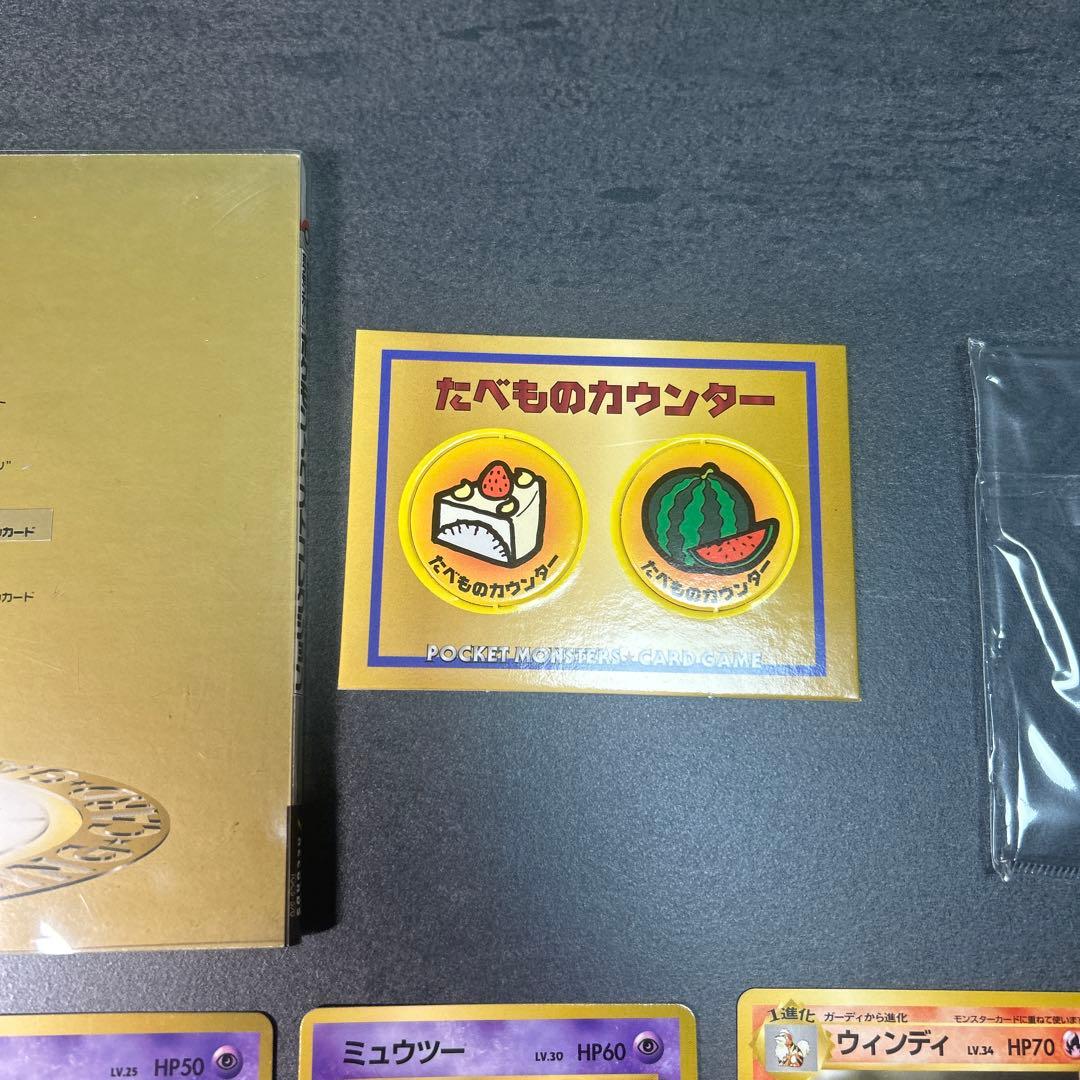 たべものカウンター
たべものカウンター
たべものカウンター
POCKET MONSTERS★CARD GAME
カード
カード
LV.25 HP50
ミュウツー LV.30 HP60
1進化 ガーディから進化 モンスターカードに重ねて使います
ウィンディ LV.34 HP70